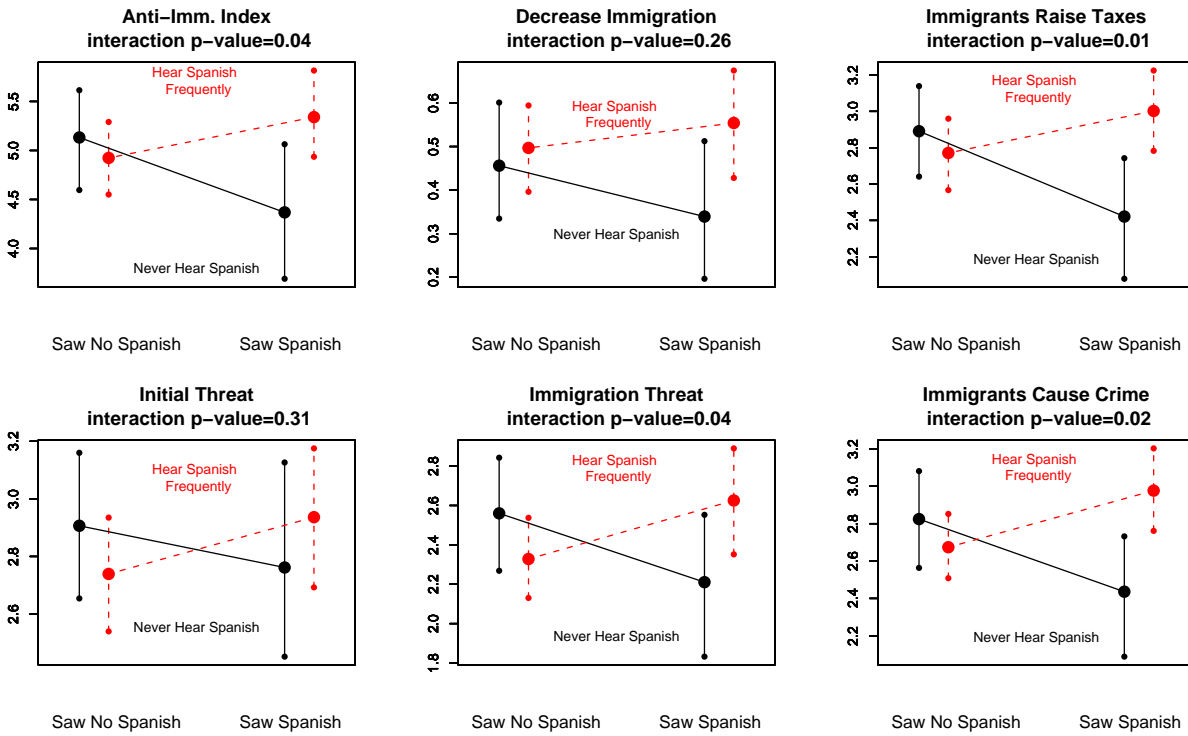 Anti−Imm. Index
interaction p−value=0.04
5.5
5.0
4.5
4.0
Hear Spanish
Frequently
Never Hear Spanish
Saw No Spanish
Saw Spanish
Decrease Immigration
interaction p−value=0.26
0.6
0.5
0.4
0.3
0.2
Hear Spanish
Frequently
Never Hear Spanish
Saw No Spanish
Saw Spanish
Immigrants Raise Taxes
interaction p−value=0.01
3.2
3.0
2.8
2.6
2.4
2.2
Hear Spanish
Frequently
Never Hear Spanish
Saw No Spanish
Saw Spanish
Initial Threat
interaction p−value=0.31
3.2
3.0
2.8
2.6
Hear Spanish
Frequently
Never Hear Spanish
Saw No Spanish
Saw Spanish
Immigration Threat
interaction p−value=0.04
2.8
2.6
2.4
2.2
2.0
1.8
Hear Spanish
Frequently
Never Hear Spanish
Saw No Spanish
Saw Spanish
Immigrants Cause Crime
interaction p−value=0.02
3.2
3.0
2.8
2.6
2.4
2.2
Hear Spanish
Frequently
Never Hear Spanish
Saw No Spanish
Saw Spanish